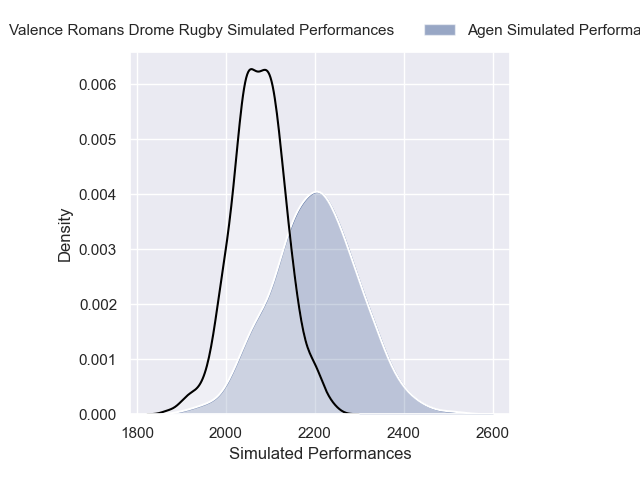 Valence Romans Drome Rugby Simulated Performances
Agen Simulated Performa
0.006
0.005
0.004
0.003
0.002
0.001
0.000
Density
1800 2000 2200 2400 2600
Simulated Performances